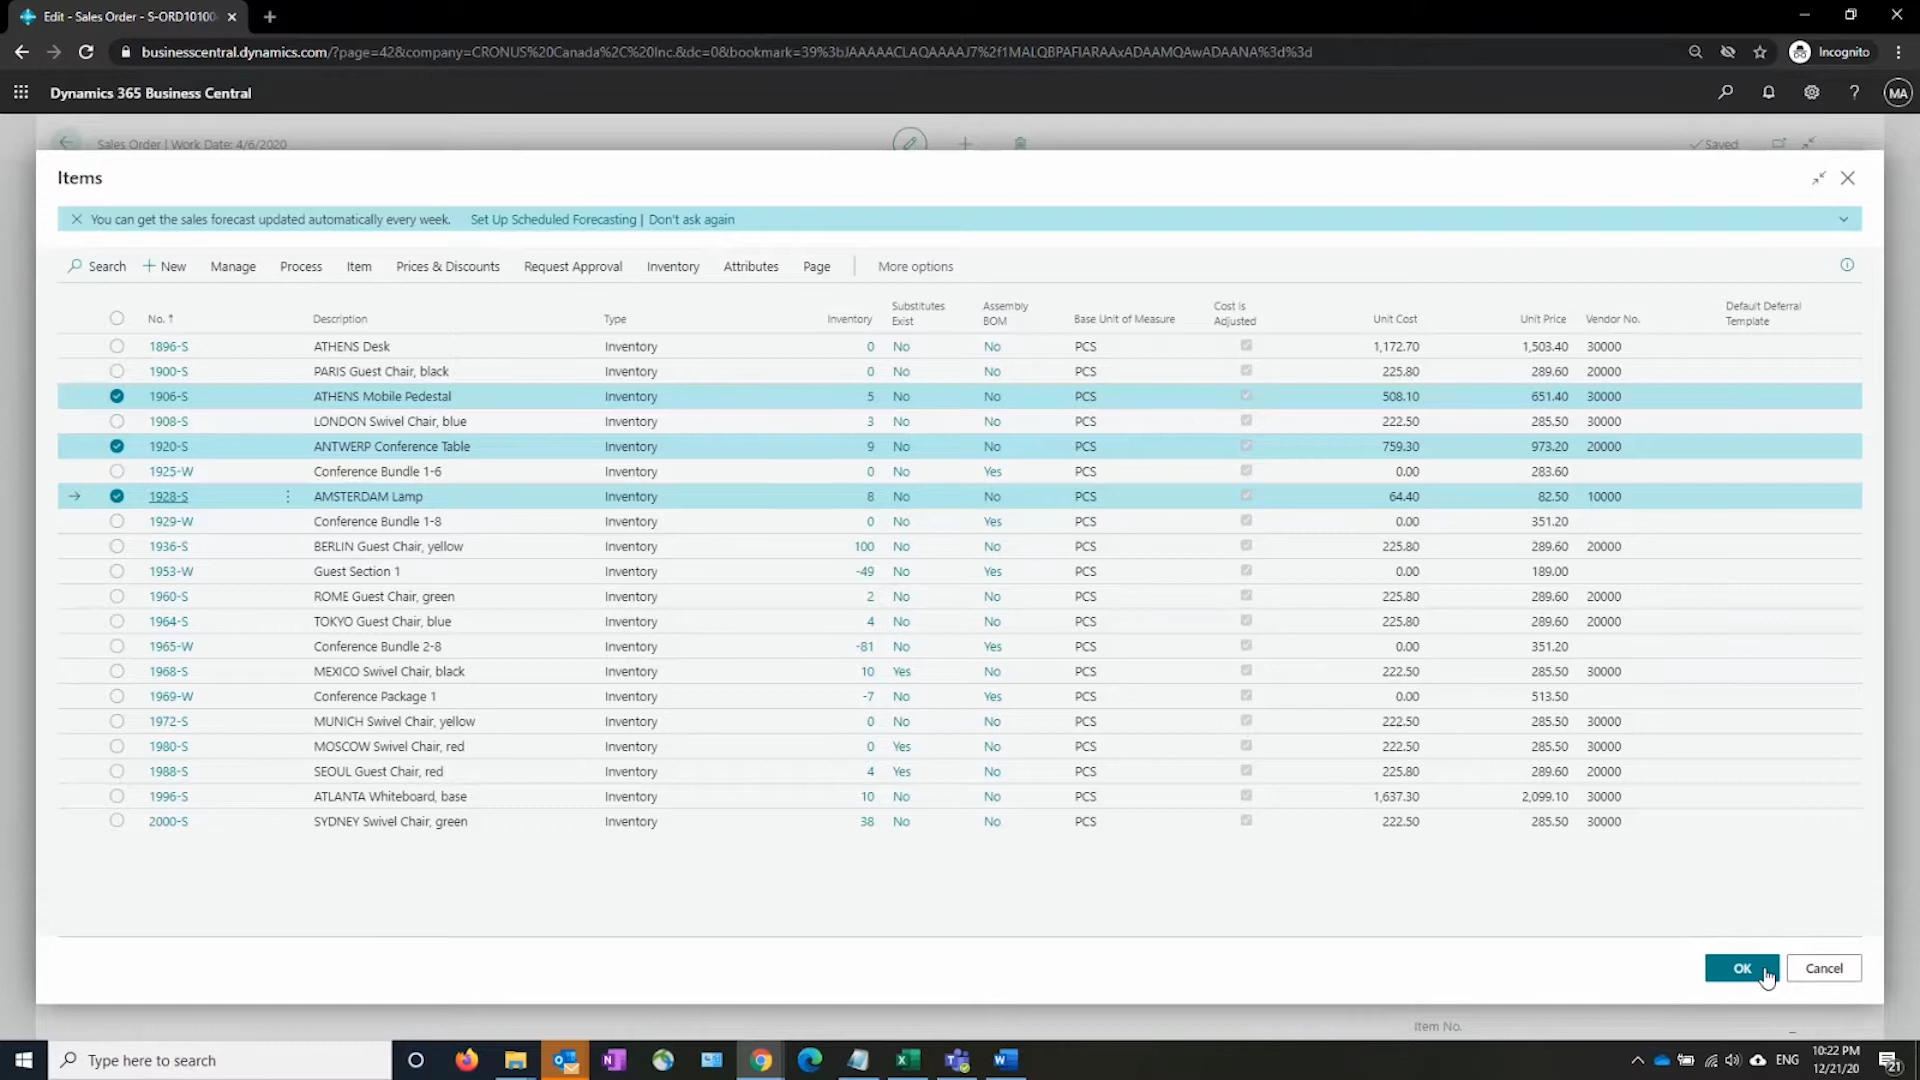 Edit - Sales Order - S-ORD10100
businesscentral.dynamics.com/?page=42&company=CRONUS%20Canada%2C%20Inc.&dc=0&bookmark=39%3bJAAAAACLAQAAAAJ7%2f1MALQBPAFIARAAxADAAMQAwADAANA%3d%3d
Incognito
Dynamics 365 Business Central
MA
Sales Order | Work Date: 4/6/2020
Saved
Items
You can get the sales forecast updated automatically every week. Set Up Scheduled Forecasting | Don't ask again
Search + New Manage Process Item Prices & Discounts Request Approval Inventory Attributes Page More options
No. ↑ Description Type Inventory Substitutes Exist Assembly BOM Base Unit of Measure Cost is Adjusted Unit Cost Unit Price Vendor No. Default Deferral Template
1896-S ATHENS Desk Inventory 0 No No PCS 1,172.70 1,503.40 30000
1900-S PARIS Guest Chair, black Inventory 0 No No PCS 225.80 289.60 20000
1906-S ATHENS Mobile Pedestal Inventory 5 No No PCS 508.10 651.40 30000
1908-S LONDON Swivel Chair, blue Inventory 3 No No PCS 222.50 285.50 30000
1920-S ANTWERP Conference Table Inventory 9 No No PCS 759.30 973.20 20000
1925-W Conference Bundle 1-6 Inventory 0 No Yes PCS 0.00 283.60
1928-S AMSTERDAM Lamp Inventory 8 No No PCS 64.40 82.50 10000
1929-W Conference Bundle 1-8 Inventory 0 No Yes PCS 0.00 351.20
1936-S BERLIN Guest Chair, yellow Inventory 100 No No PCS 225.80 289.60 20000
1953-W Guest Section 1 Inventory -49 No Yes PCS 0.00 189.00
1960-S ROME Guest Chair, green Inventory 2 No No PCS 225.80 289.60 20000
1964-S TOKYO Guest Chair, blue Inventory 4 No No PCS 225.80 289.60 20000
1965-W Conference Bundle 2-8 Inventory -81 No Yes PCS 0.00 351.20
1968-S MEXICO Swivel Chair, black Inventory 10 Yes No PCS 222.50 285.50 30000
1969-W Conference Package 1 Inventory -7 No Yes PCS 0.00 513.50
1972-S MUNICH Swivel Chair, yellow Inventory 0 No No PCS 222.50 285.50 30000
1980-S MOSCOW Swivel Chair, red Inventory 0 Yes No PCS 222.50 285.50 30000
1988-S SEOUL Guest Chair, red Inventory 4 Yes No PCS 225.80 289.60 20000
1996-S ATLANTA Whiteboard, base Inventory 10 No No PCS 1,637.30 2,099.10 30000
2000-S SYDNEY Swivel Chair, green Inventory 38 No No PCS 222.50 285.50 30000
OK Cancel
Item No.
Type here to search
ENG
10:22 PM
12/21/20
21